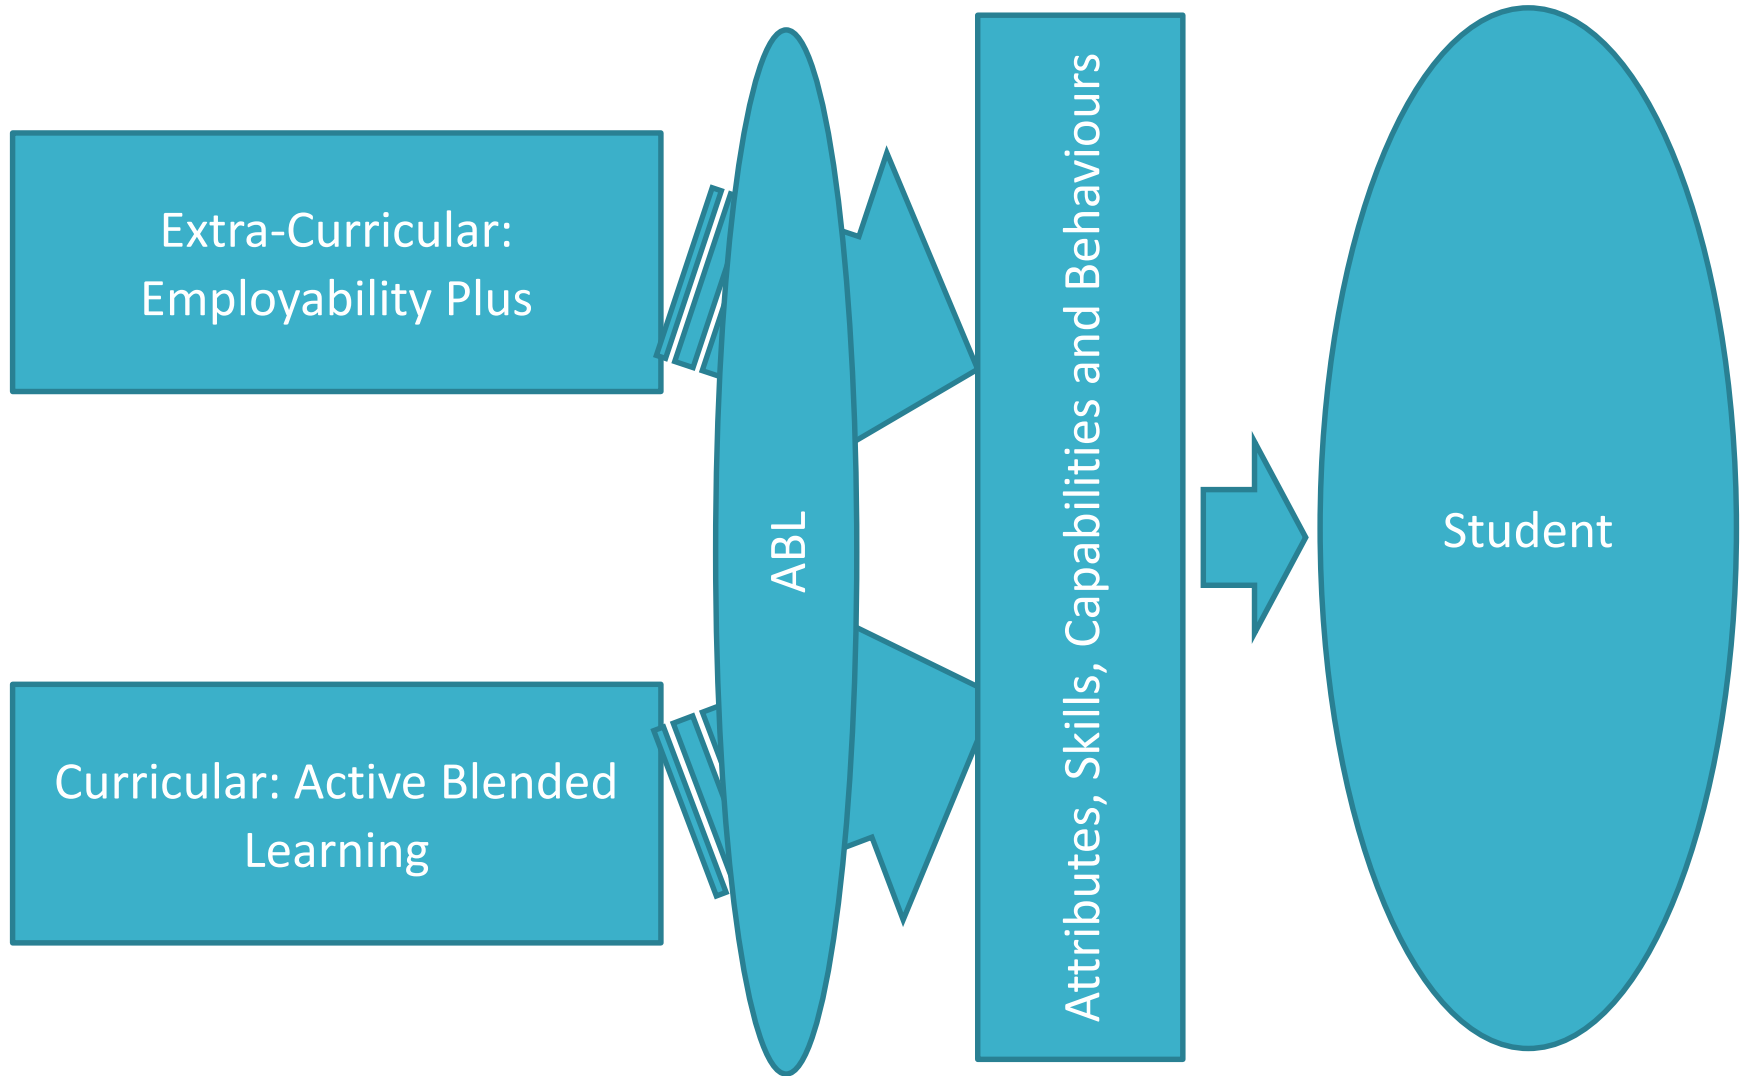 Extra-Curricular:
Employability Plus
Curricular: Active Blended
Learning
ABL
Attributes, Skills, Capabilities and Behaviours
Student